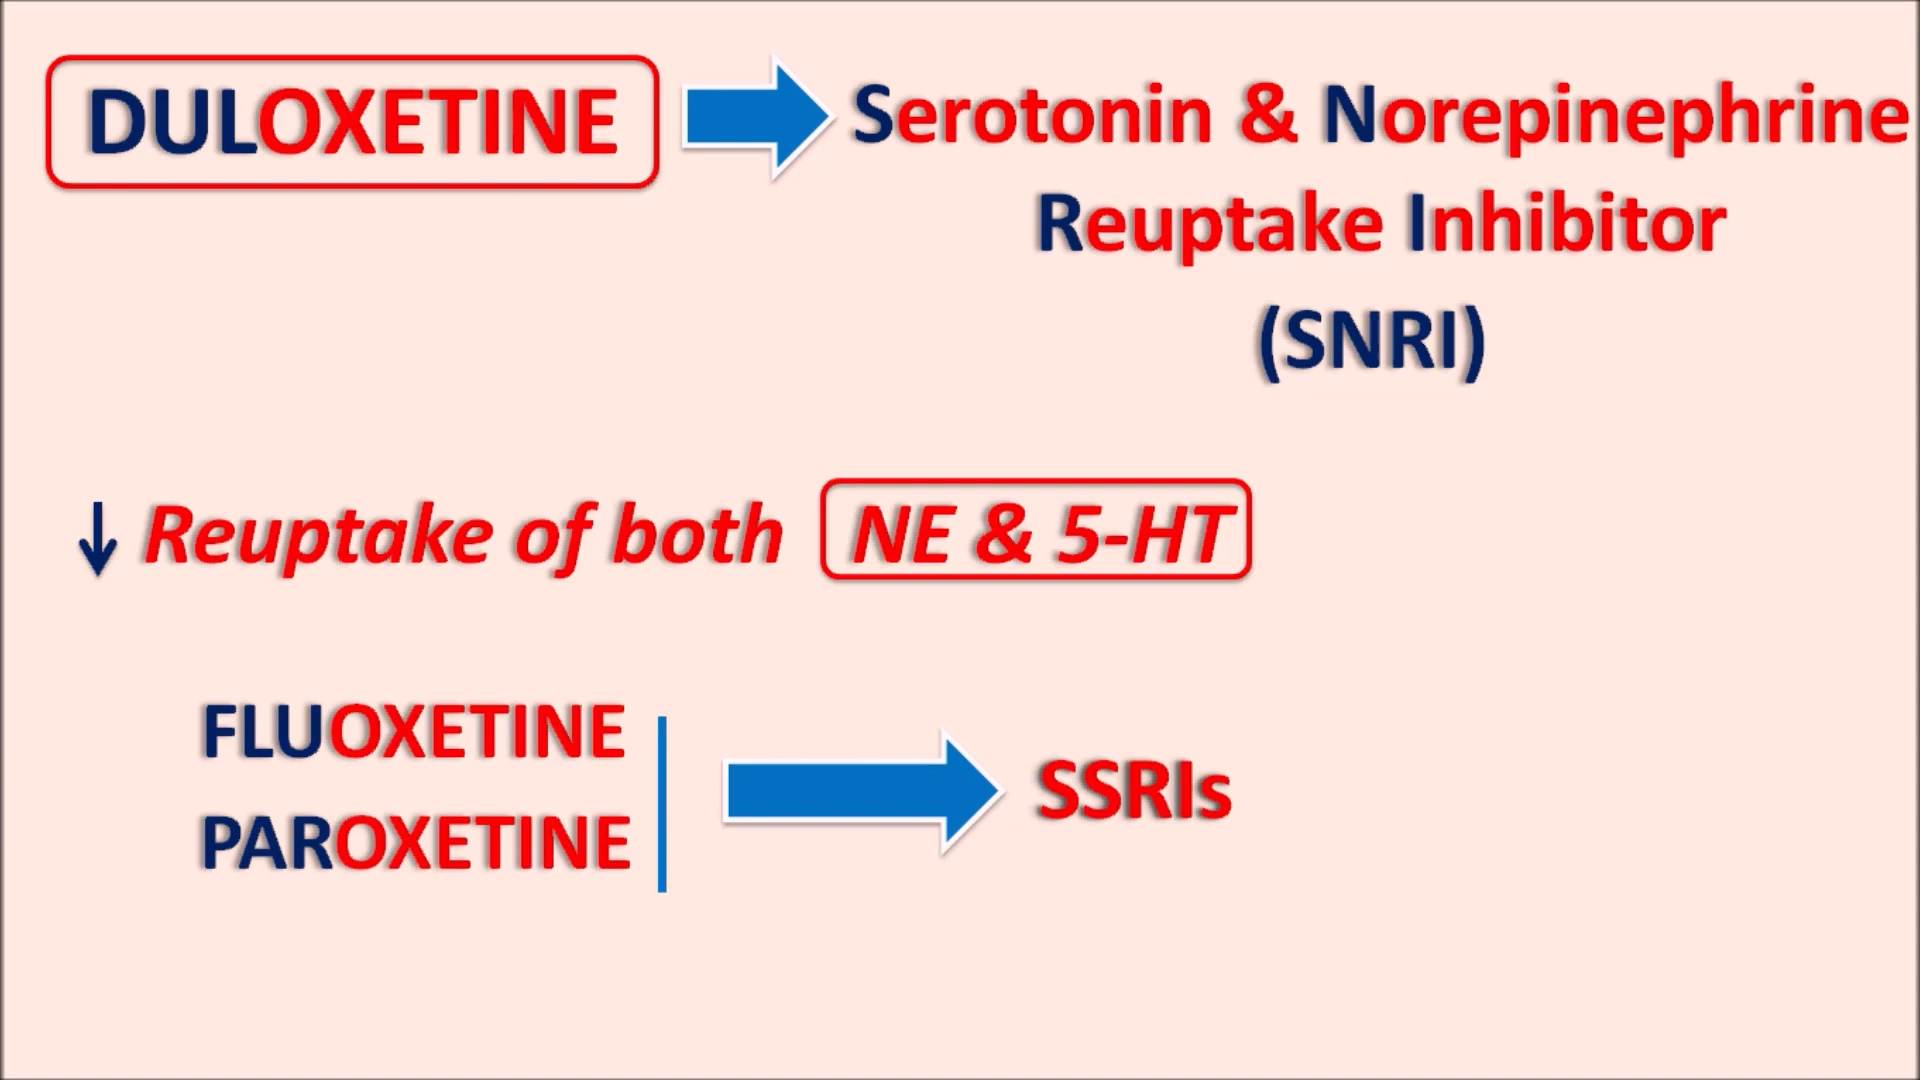 DULOXETINE
Serotonin & Norepinephrine
Reuptake Inhibitor
(SNRI)
↓ Reuptake of both NE & 5-HT
FLUOXETINE
PAROXETINE
SSRIs